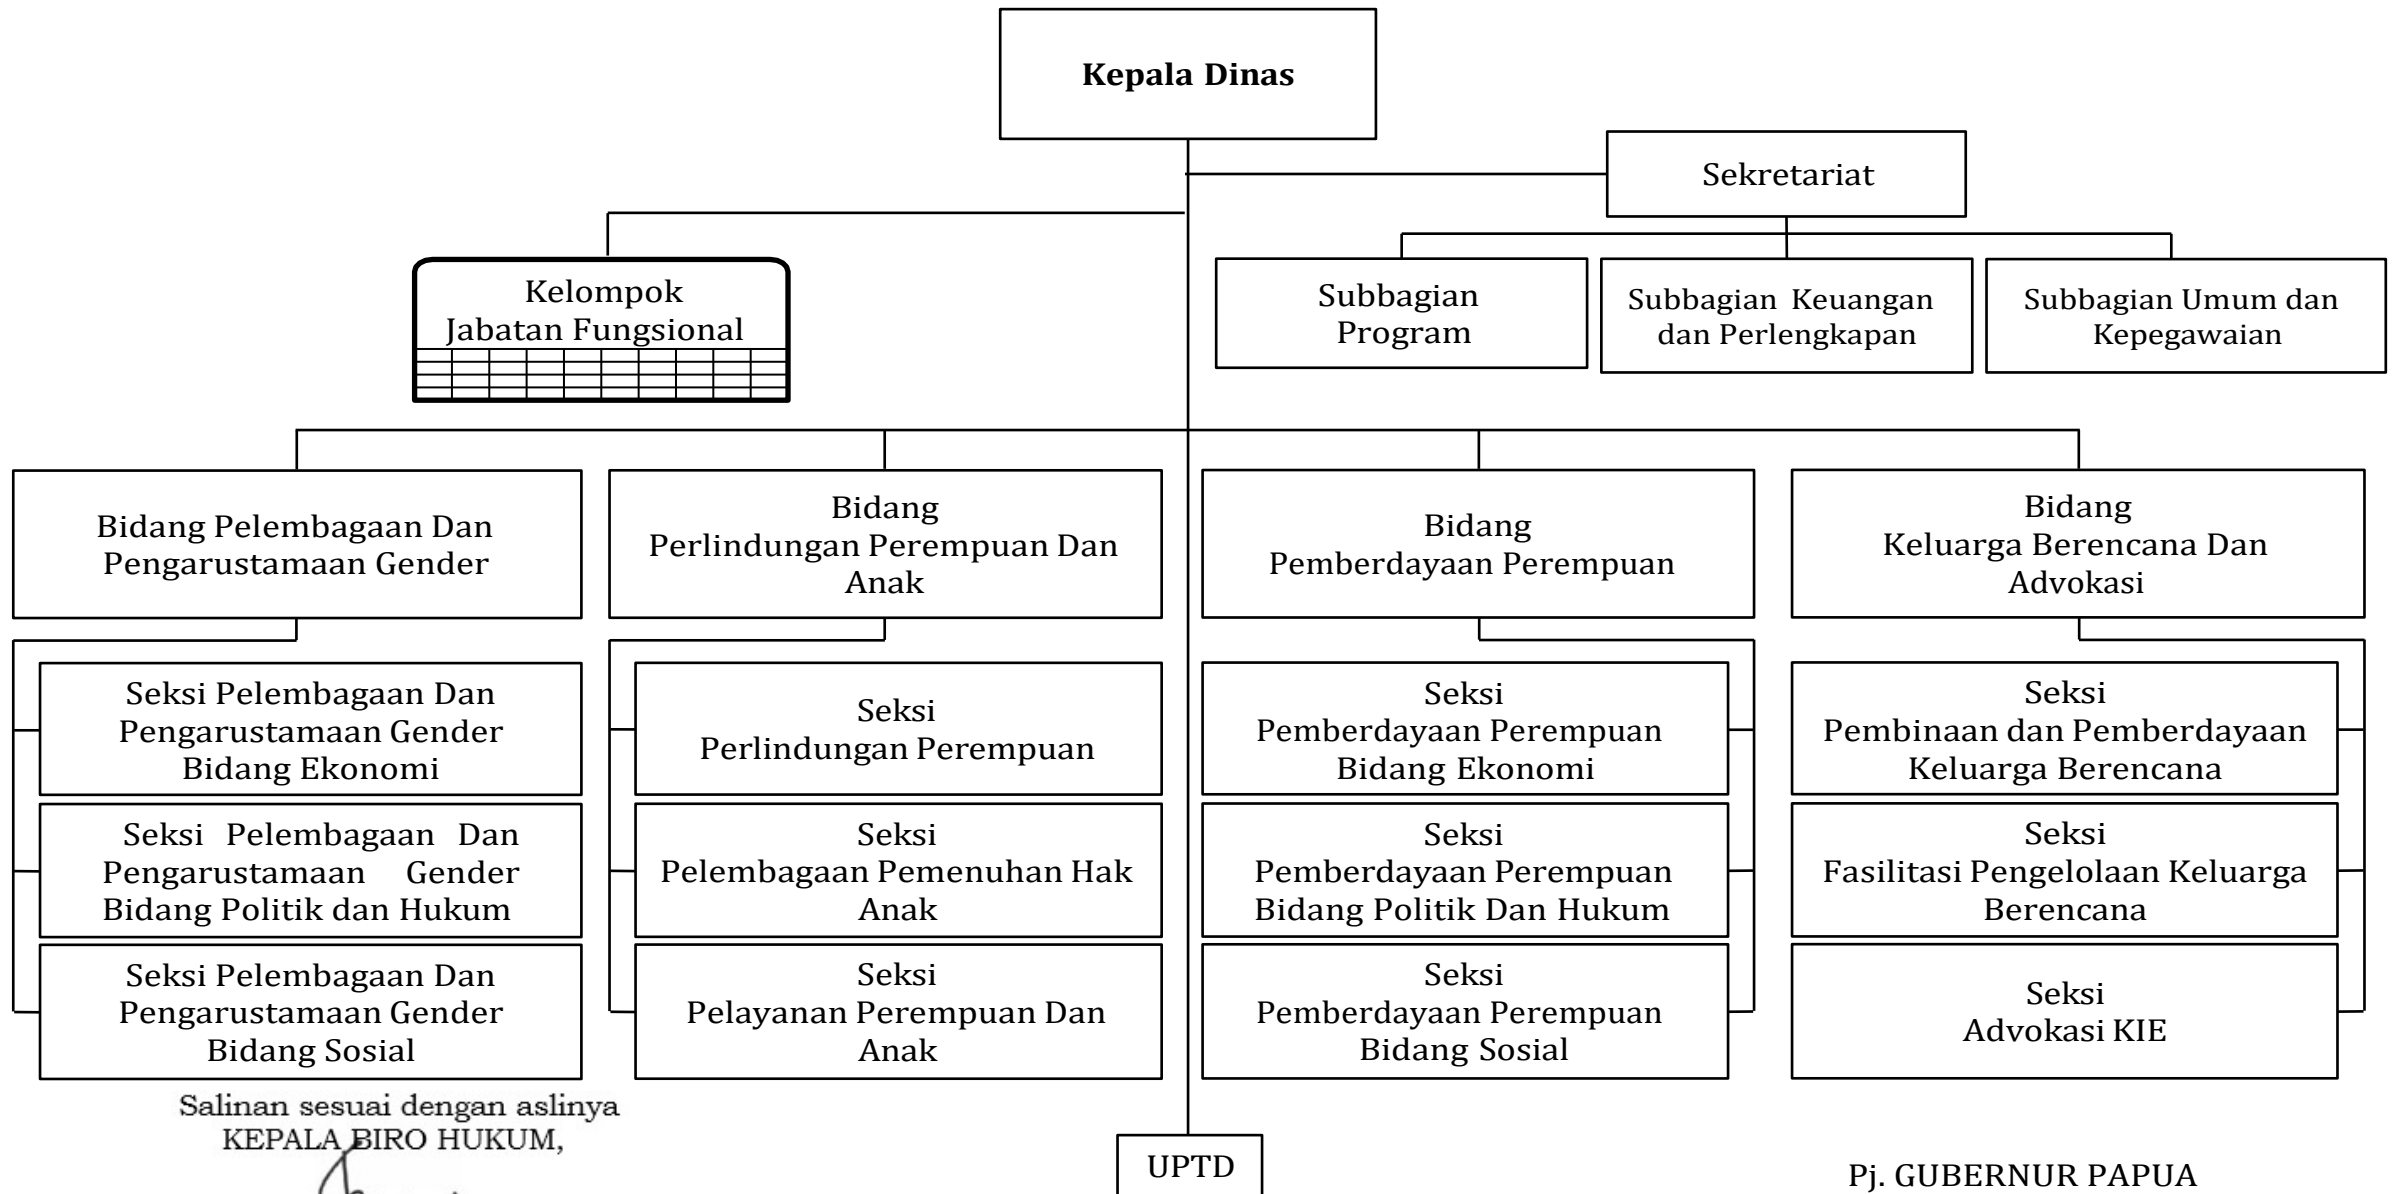 Kepala Dinas
Sekretariat
Kelompok
Jabatan Fungsional
Subbagian
Program
Subbagian Keuangan
dan Perlengkapan
Subbagian Umum dan
Kepegawaian
Bidang Pelembagaan Dan
Pengarustamaan Gender
Bidang
Perlindungan Perempuan Dan
Anak
Bidang
Pemberdayaan Perempuan
Bidang
Keluarga Berencana Dan
Advokasi
Seksi Pelembagaan Dan
Pengarustamaan Gender
Bidang Ekonomi
Seksi
Perlindungan Perempuan
Seksi
Pemberdayaan Perempuan
Bidang Ekonomi
Seksi
Pembinaan dan Pemberdayaan
Keluarga Berencana
Seksi Pelembagaan Dan
Pengarustamaan Gender
Bidang Politik dan Hukum
Seksi
Pelembagaan Pemenuhan Hak
Anak
Seksi
Pemberdayaan Perempuan
Bidang Politik Dan Hukum
Seksi
Fasilitasi Pengelolaan Keluarga
Berencana
Seksi Pelembagaan Dan
Pengarustamaan Gender
Bidang Sosial
Seksi
Pelayanan Perempuan Dan
Anak
Seksi
Pemberdayaan Perempuan
Bidang Sosial
Seksi
Advokasi KIE
Salinan sesuai dengan aslinya
KEPALA BIRO HUKUM,
UPTD
Pj. GUBERNUR PAPUA